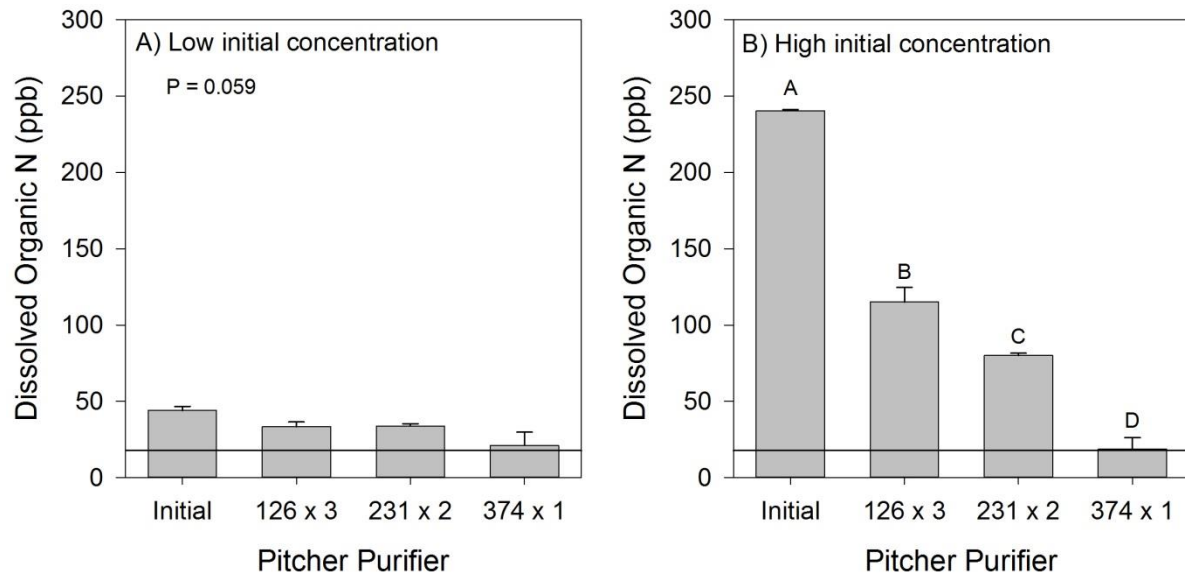 A) Low initial concentration
P = 0.059
Dissolved Organic N (ppb)
300
250
200
150
100
50
0
Initial 126 x 3 231 x 2 374 x 1
Pitcher Purifier
B) High initial concentration
Dissolved Organic N (ppb)
300
250
200
150
100
50
0
A
B
C
D
Initial 126 x 3 231 x 2 374 x 1
Pitcher Purifier